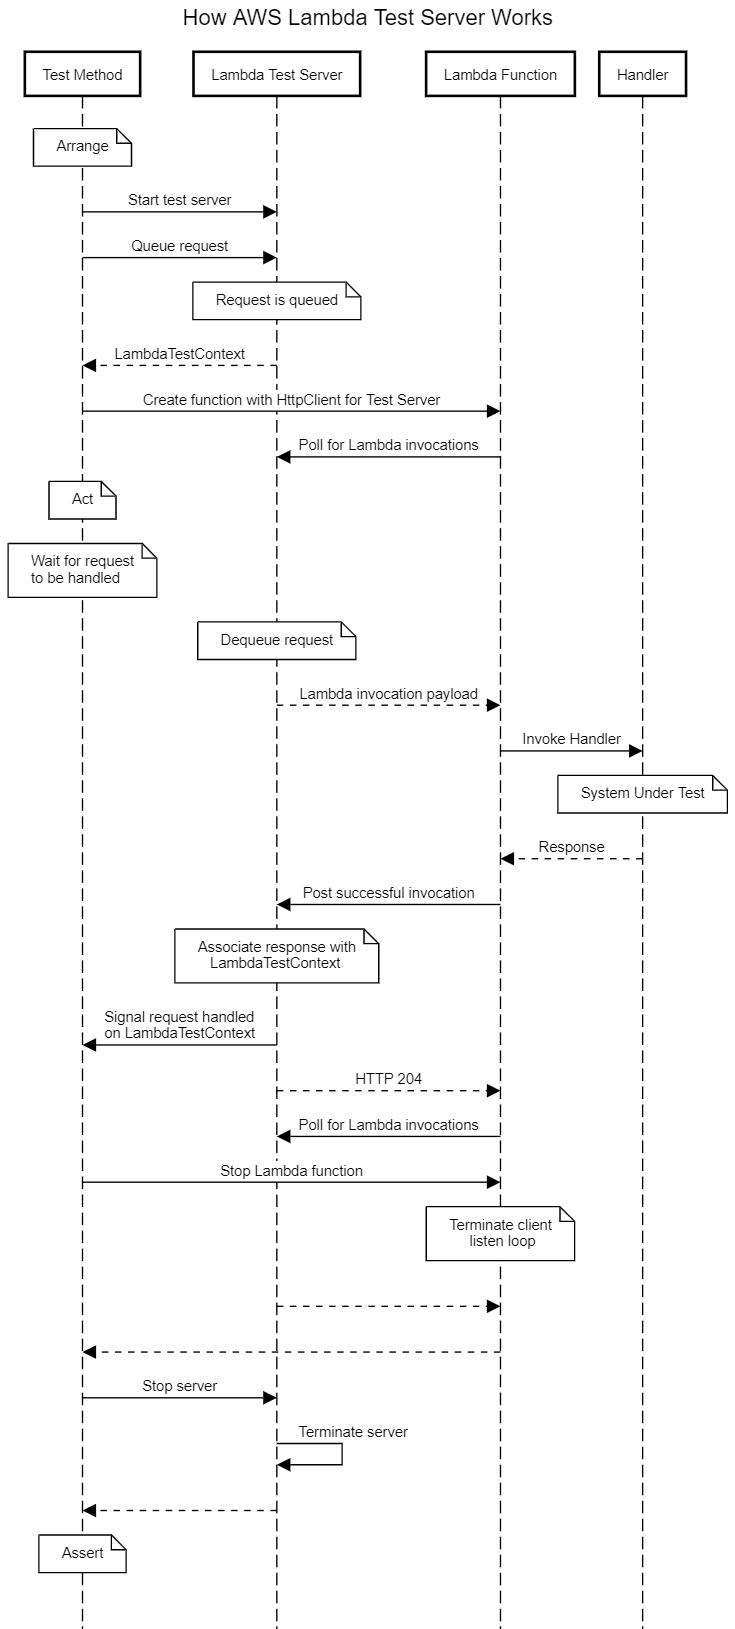 How AWS Lambda Test Server Works
Test Method
Lambda Test Server
Lambda Function
Handler
Arrange
Start test server
Queue request
Request is queued
LambdaTestContext
Create function with HttpClient for Test Server
Poll for Lambda invocations
Act
Wait for request
to be handled
Dequeue request
Lambda invocation payload
Invoke Handler
System Under Test
Response
Post successful invocation
Associate response with
LambdaTestContext
Signal request handled
on LambdaTestContext
HTTP 204
Poll for Lambda invocations
Stop Lambda function
Terminate client
listen loop
Stop server
Terminate server
Assert